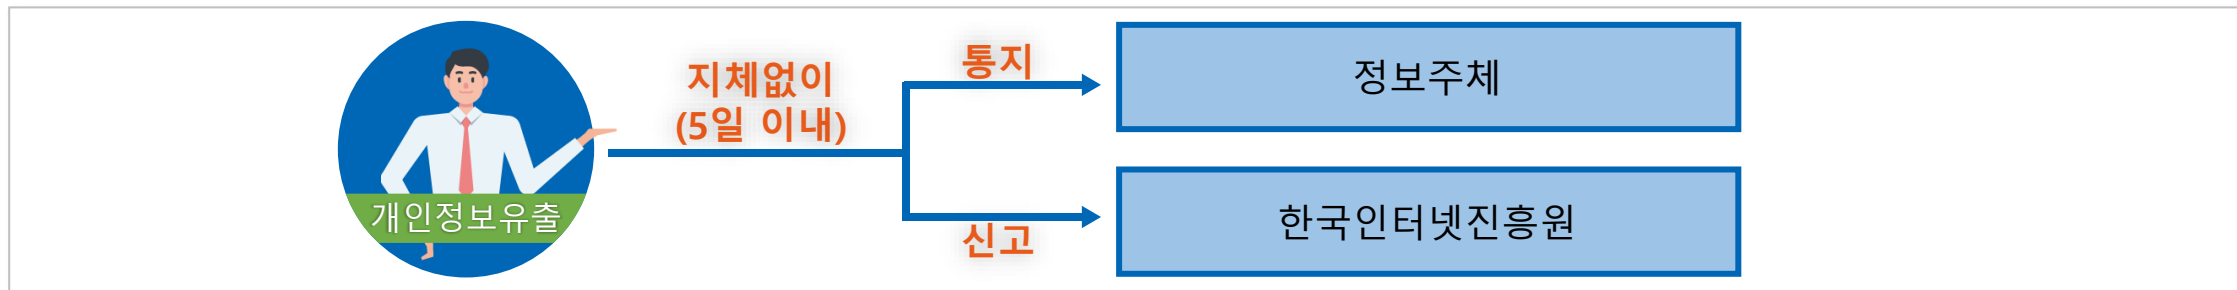 개인정보유출
지체없이
(5일 이내)
통지
정보주체
신고
한국인터넷진흥원